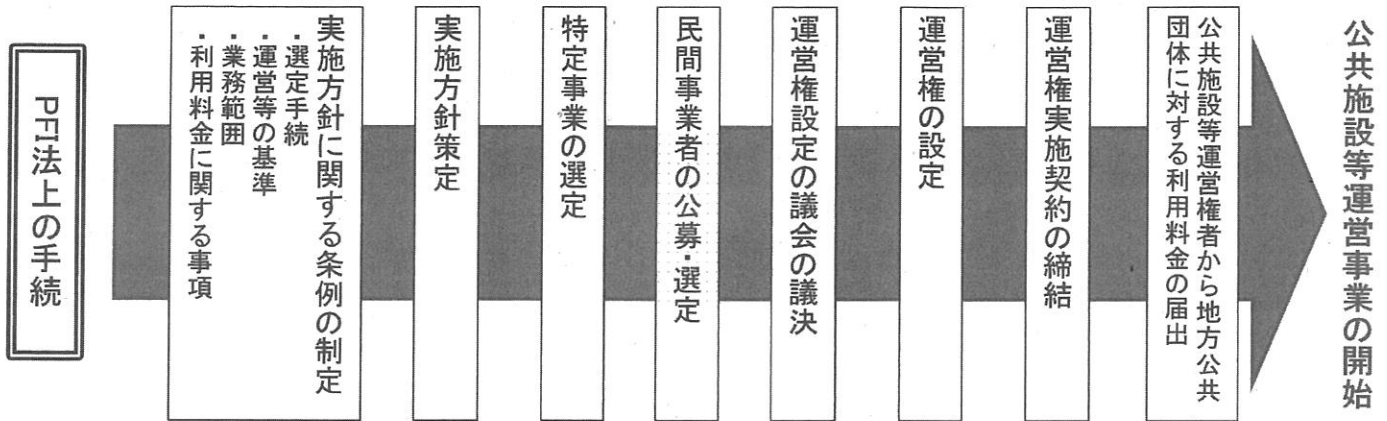 PFI法上の手続
実施方針に関する条例の制定
・選定手続
・運営等の基準
・業務範囲
・利用料金に関する事項
実施方針策定
特定事業の選定
民間事業者の公募・選定
運営権設定の議会の議決
運営権の設定
運営権実施契約の締結
公共施設等運営権者から地方公共
団体に対する利用料金の届出
公共施設等運営事業の開始